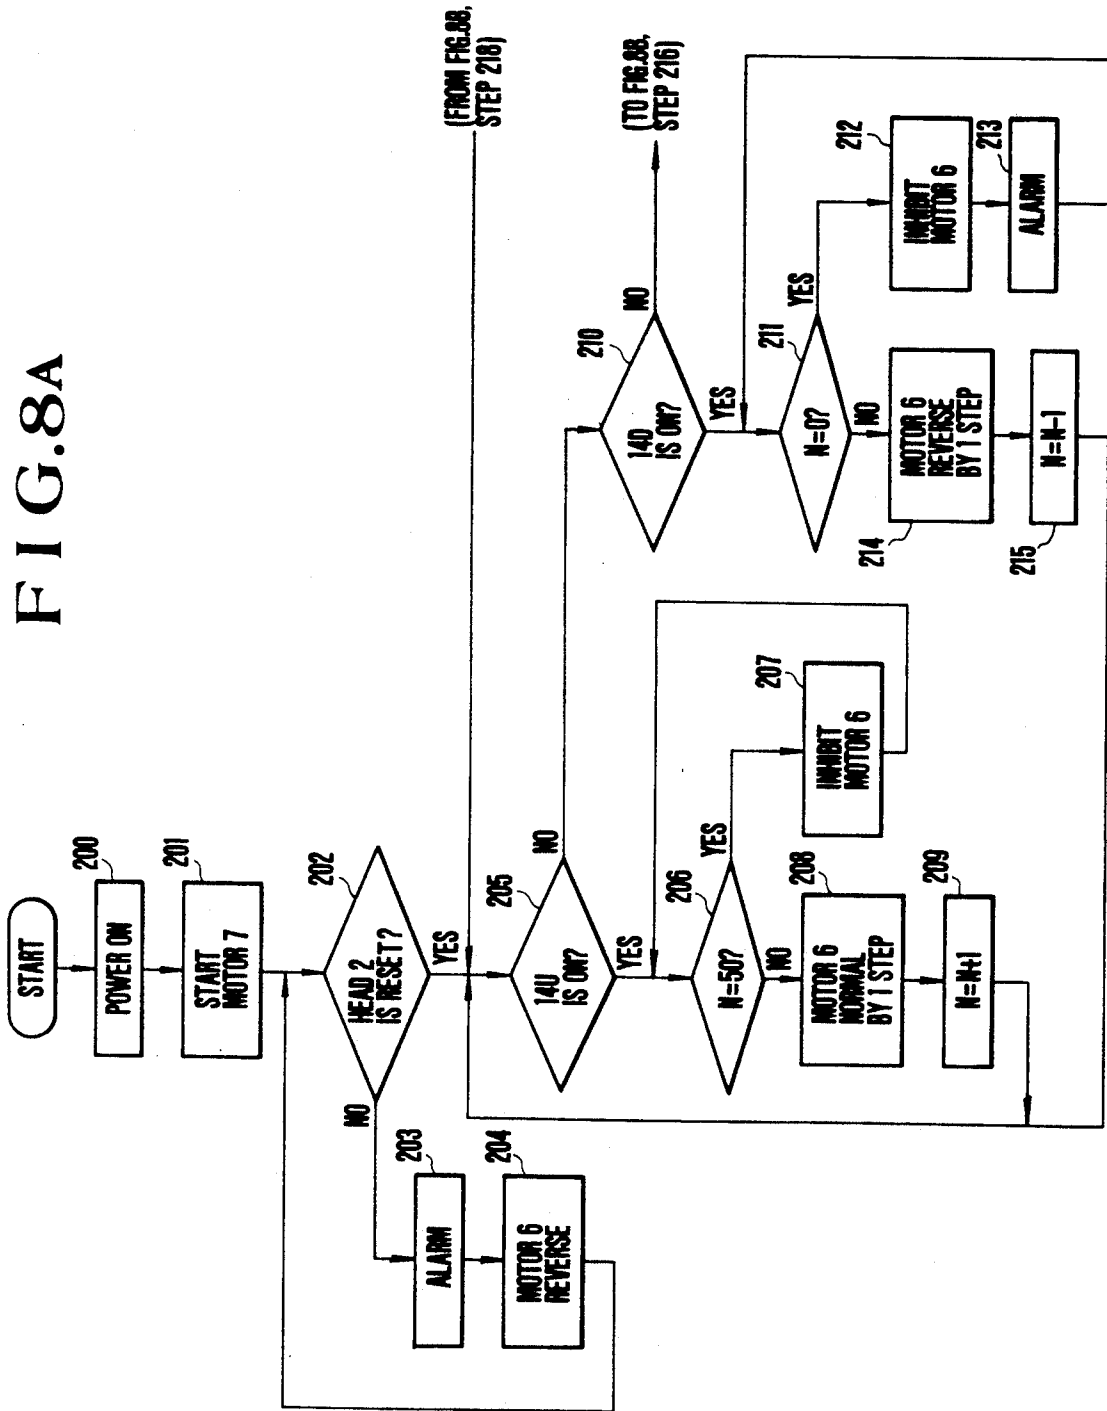 FIG.8A
START
POWER ON
200
START
MOTOR 7
201
HEAD 2
IS RESET?
202
NO
YES
ALARM
203
MOTOR 6
REVERSE
204
(FROM FIG.8B,
STEP 218)
14U
IS ON?
205
NO
YES
N=50?
206
YES
NO
INHIBIT
MOTOR 6
207
MOTOR 6
NORMAL
BY 1 STEP
208
N=N+1
209
14D
IS ON?
210
NO
(TO FIG.8B,
STEP 216)
YES
N=0?
211
YES
NO
INHIBIT
MOTOR 6
212
ALARM
213
MOTOR 6
REVERSE
BY 1 STEP
214
N=N-1
215